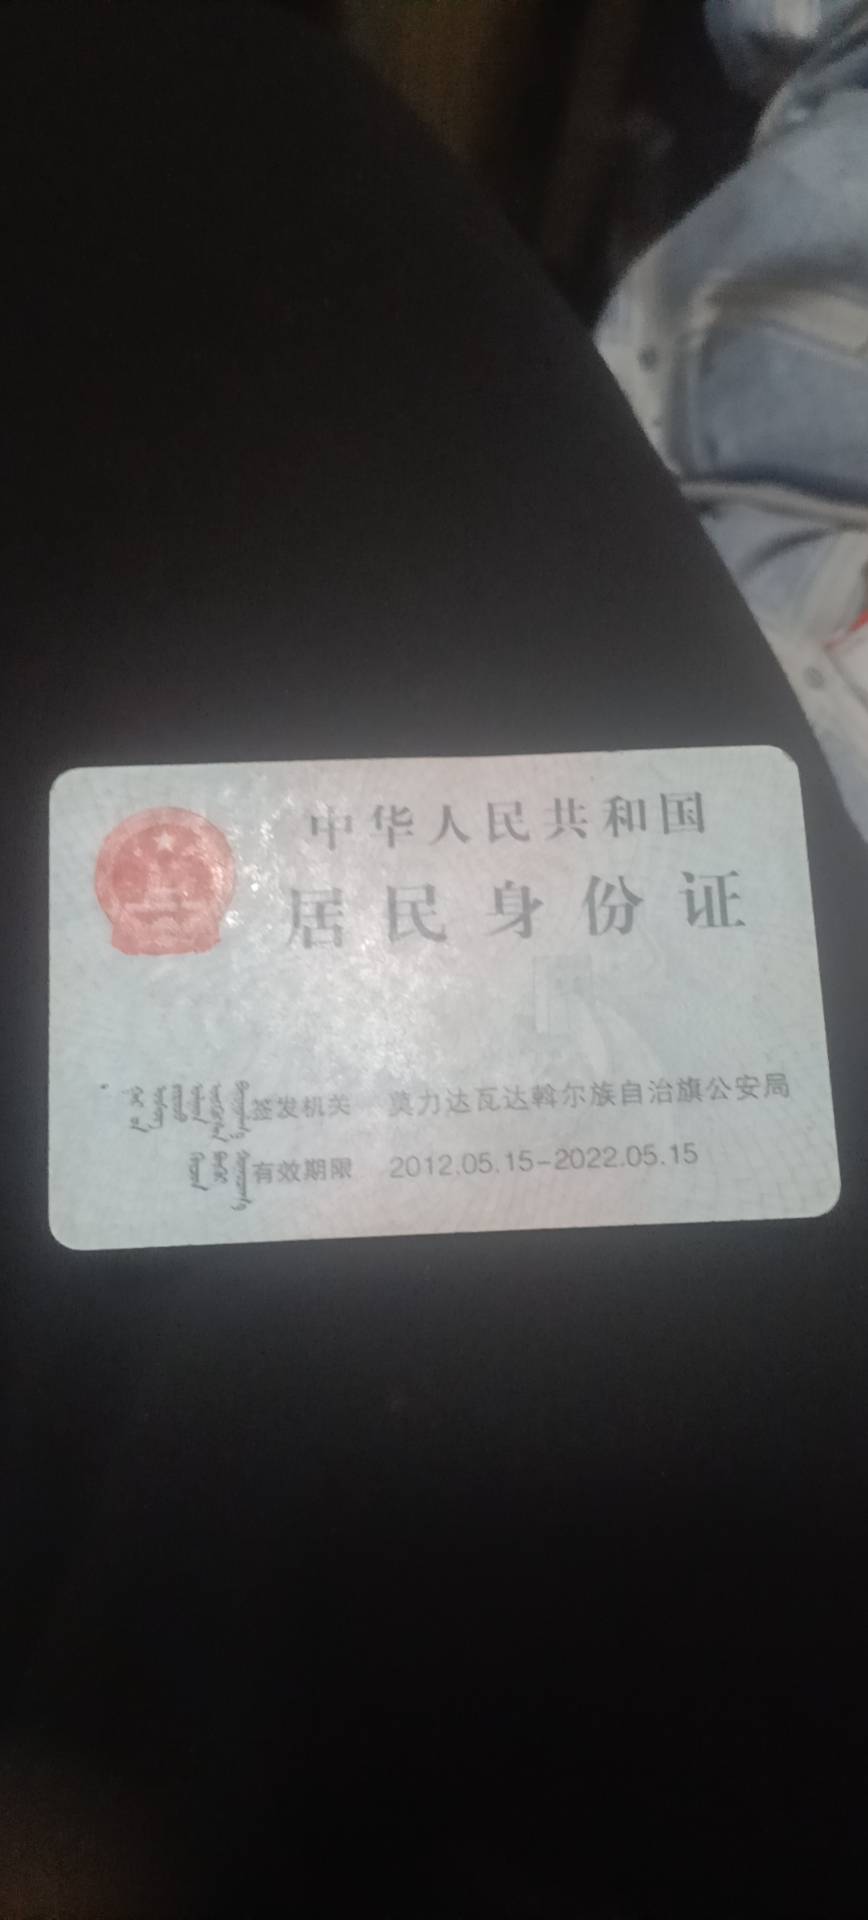 中华人民共和国
居民身份证
签发机关 莫力达瓦达斡尔族自治旗公安局
有效期限 2012.05.15-2022.05.15